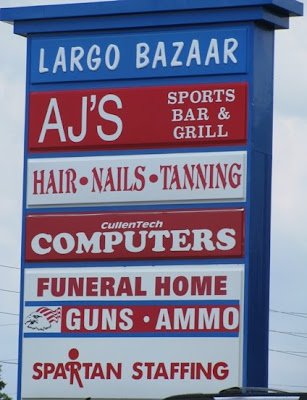 LARGO BAZAAR
AJ'S
SPORTS
BAR &
GRILL
HAIR • NAILS • TANNING
CullenTech
COMPUTERS
FUNERAL HOME
GUNS • AMMO
SPARTAN STAFFING